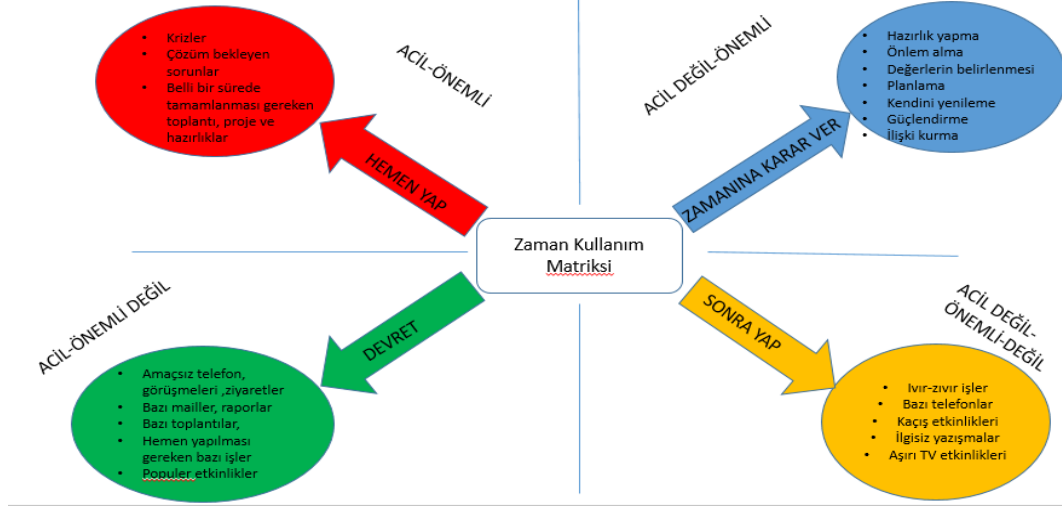 Krizler
Çözüm bekleyen
sorunlar
Belli bir sürede
tamamlanması gereken
toplantı, proje ve
hazırlıklar
ACİL-ÖNEMLİ
HEMEN YAP
ACİL DEĞİL-ÖNEMLİ
Hazırlık yapma
Önlem alma
Değerlerin belirlenmesi
Planlama
Kendini yenileme
Güçlendirme
İlişki kurma
ZAMANINA KARAR VER
Zaman Kullanım
Matriksi
ACİL-ÖNEMLİ DEĞİL
DEVRET
Amaçsız telefon,
görüşmeleri ,ziyaretler
Bazı mailler, raporlar
Bazı toplantılar,
Hemen yapılması
gereken bazı işler
Populer etkinlikler
SONRA YAP
ACİL DEĞİL-
ÖNEMLİ-DEĞİL
Ivır-zıvır işler
Bazı telefonlar
Kaçış etkinlikleri
İlgisiz yazışmalar
Aşırı TV etkinlikleri